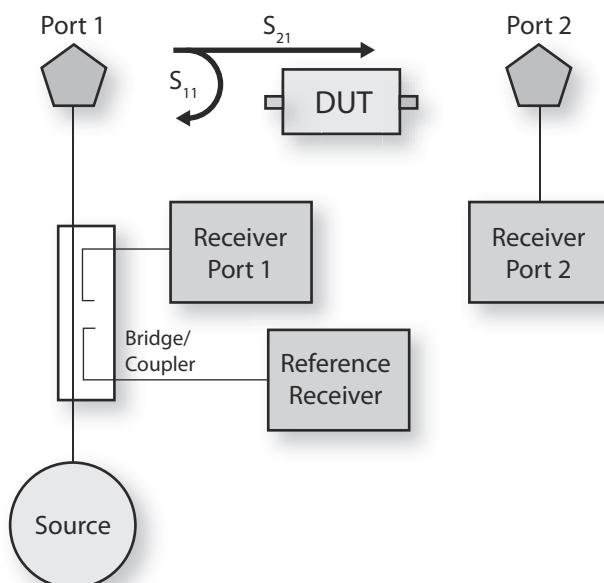 Port 1
S21
Port 2
S11
DUT
Receiver
Port 1
Receiver
Port 2
Bridge/
Coupler
Reference
Receiver
Source